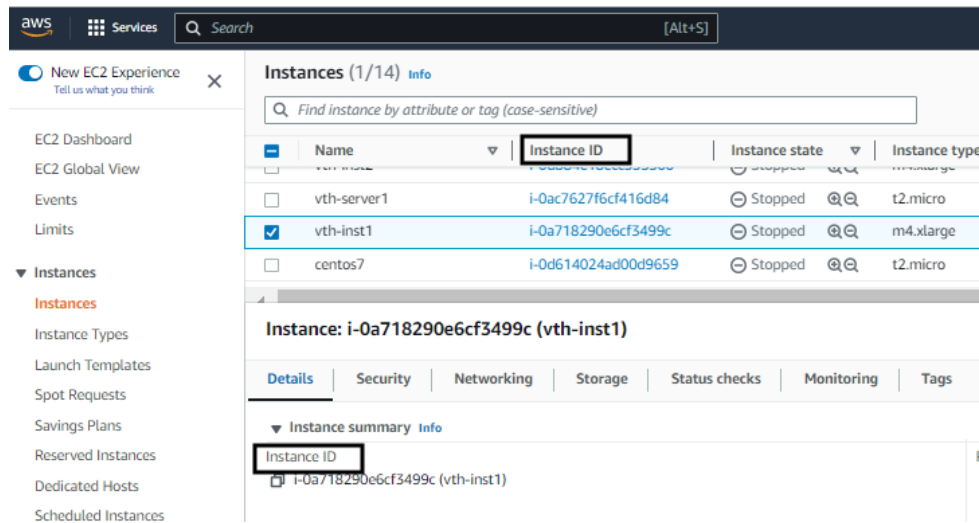 aws
Services
Search [Alt+S]
New EC2 Experience
Tell us what you think
EC2 Dashboard
EC2 Global View
Events
Limits
Instances
Instances
Instance Types
Launch Templates
Spot Requests
Savings Plans
Reserved Instances
Dedicated Hosts
Scheduled Instances
Instances (1/14) Info
Find instance by attribute or tag (case-sensitive)
Name Instance ID Instance state Instance type
Stopped m4.xlarge
vth-server1 i-0ac7627f6cf416d84 Stopped t2.micro
vth-inst1 i-0a718290e6cf3499c Stopped m4.xlarge
centos7 i-0d614024ad00d9659 Stopped t2.micro
Instance: i-0a718290e6cf3499c (vth-inst1)
Details Security Networking Storage Status checks Monitoring Tags
Instance summary Info
Instance ID
i-0a718290e6cf3499c (vth-inst1)